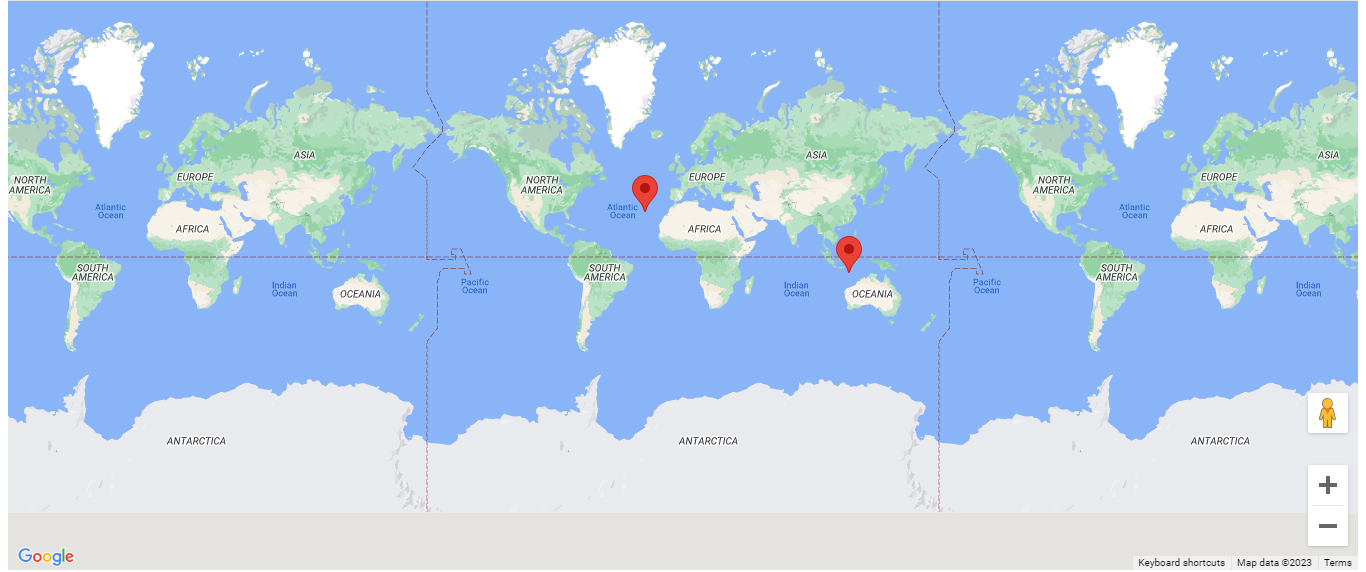 ASIA
ASIA
ASIA
EUROPE
EUROPE
EUROPE
NORTH
AMERICA
NORTH
AMERICA
NORTH
AMERICA
Atlantic
Ocean
Atlantic
Ocean
Atlantic
Ocean
AFRICA
AFRICA
AFRICA
SOUTH
AMERICA
SOUTH
AMERICA
SOUTH
AMERICA
Indian
Ocean
Pacific
Ocean
Indian
Ocean
Pacific
Ocean
Indian
Ocean
OCEANIA
OCEANIA
ANTARCTICA
ANTARCTICA
ANTARCTICA
Google
Keyboard shortcuts
Map data ©2023
Terms